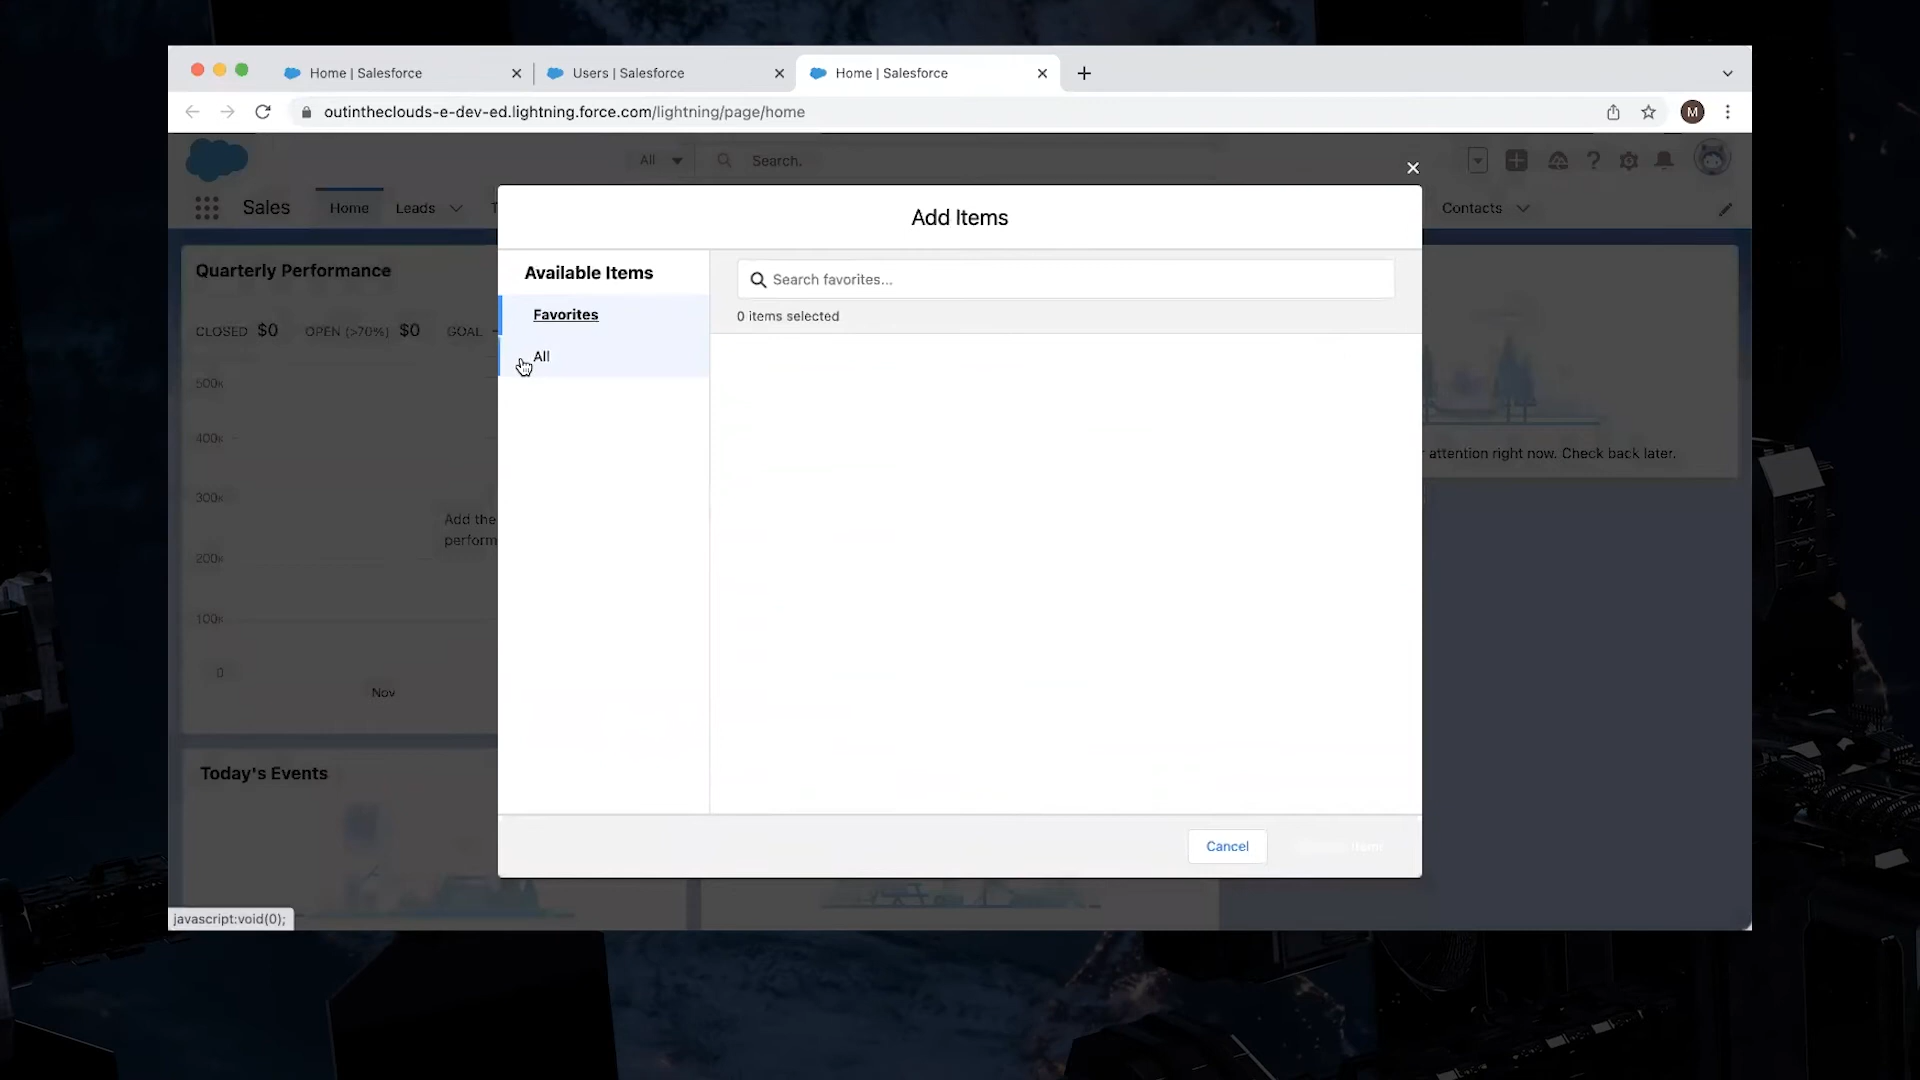 Home | Salesforce
Users | Salesforce
Home | Salesforce
outintheclouds-e-dev-ed.lightning.force.com/lightning/page/home
M
All
Search.
Sales
Home
Leads
T
Contacts
Add Items
Quarterly Performance
CLOSED $0 OPEN (>70%) $0 GOAL
Available Items
Favorites
All
Search favorites...
0 items selected
500K
400K
300K
200K
100K
0
Add the
perform
Nov
attention right now. Check back later.
Today's Events
Cancel
Item
javascript:void(0);